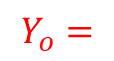 Yₒ =